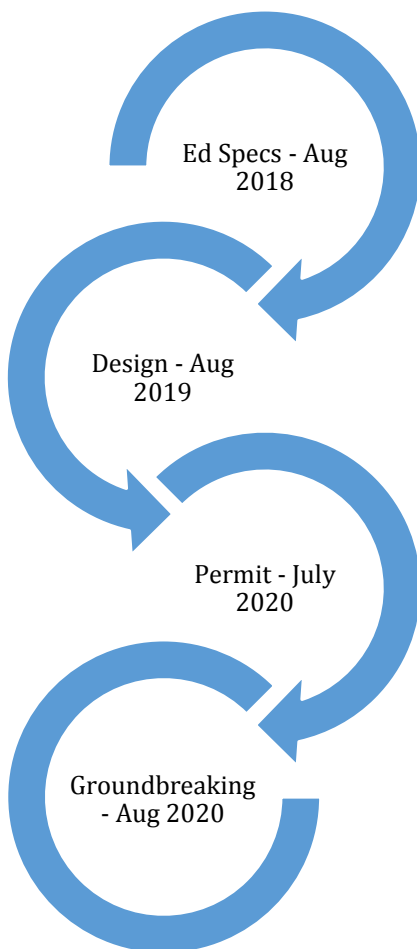 Ed Specs - Aug
2018
Design - Aug
2019
Permit - July
2020
Groundbreaking
- Aug 2020